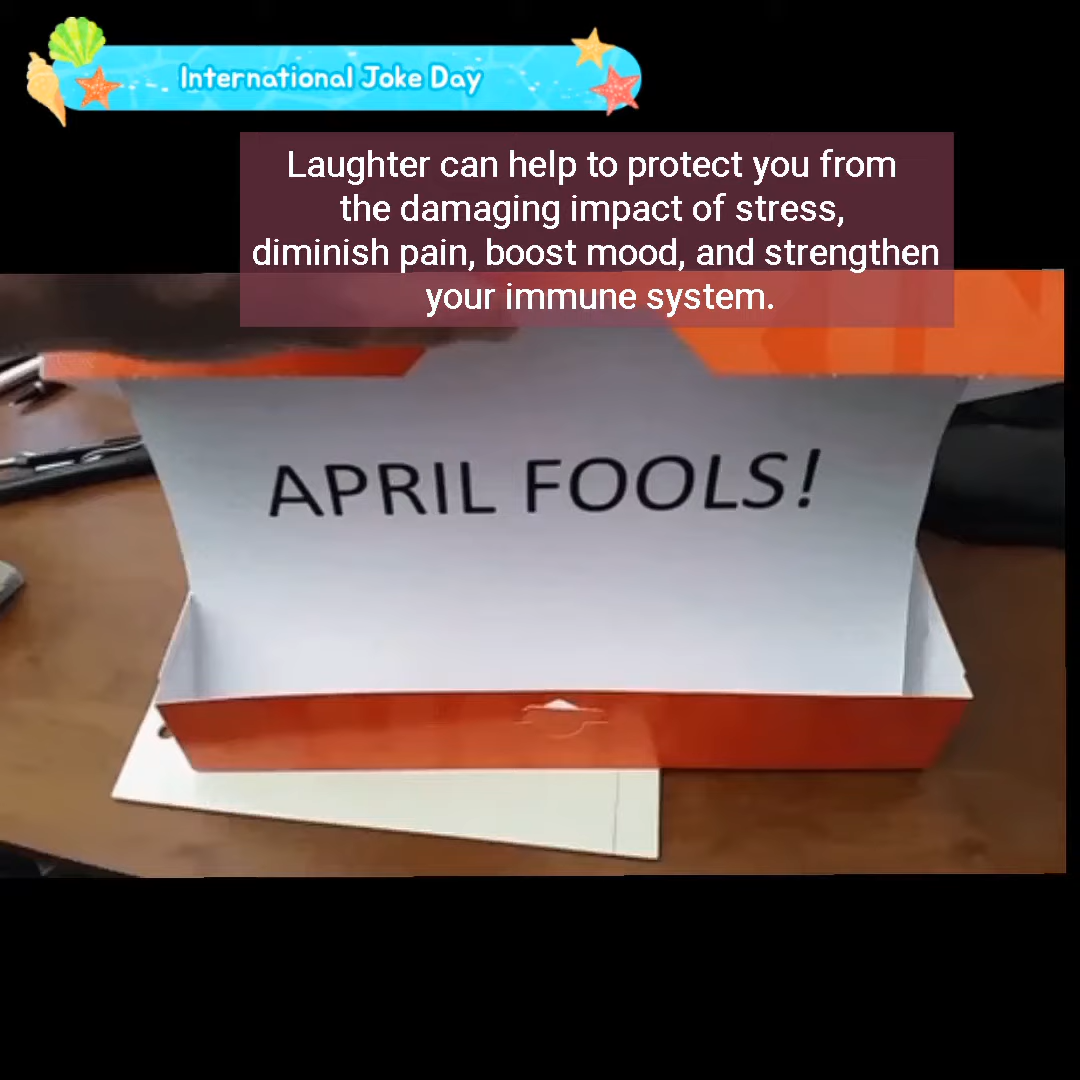 International Joke Day
Laughter can help to protect you from
the damaging impact of stress,
diminish pain, boost mood, and strengthen
your immune system.
APRIL FOOLS!